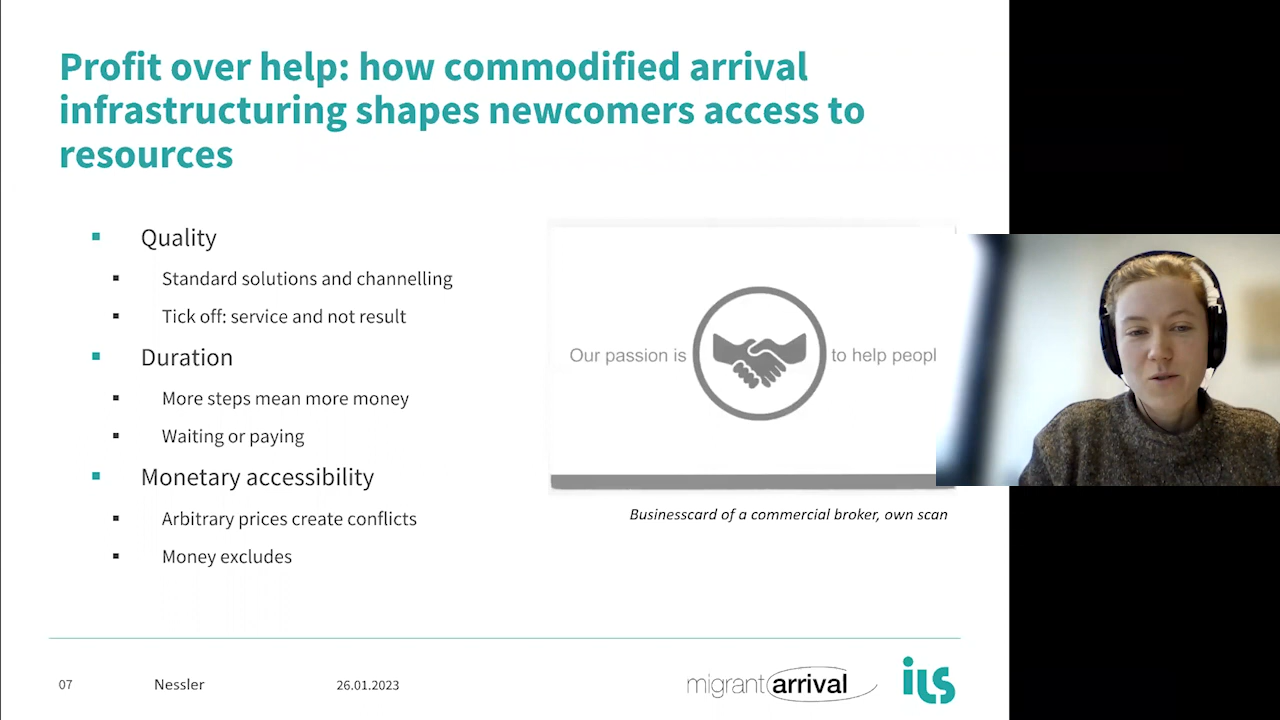 Profit over help: how commodified arrival
infrastructuring shapes newcomers access to
resources
Quality
Standard solutions and channelling
Tick off: service and not result
Duration
More steps mean more money
Waiting or paying
Monetary accessibility
Arbitrary prices create conflicts
Money excludes
Our passion is to help peopl
Businesscard of a commercial broker, own scan
07 Nessler 26.01.2023 migrant arrival ils